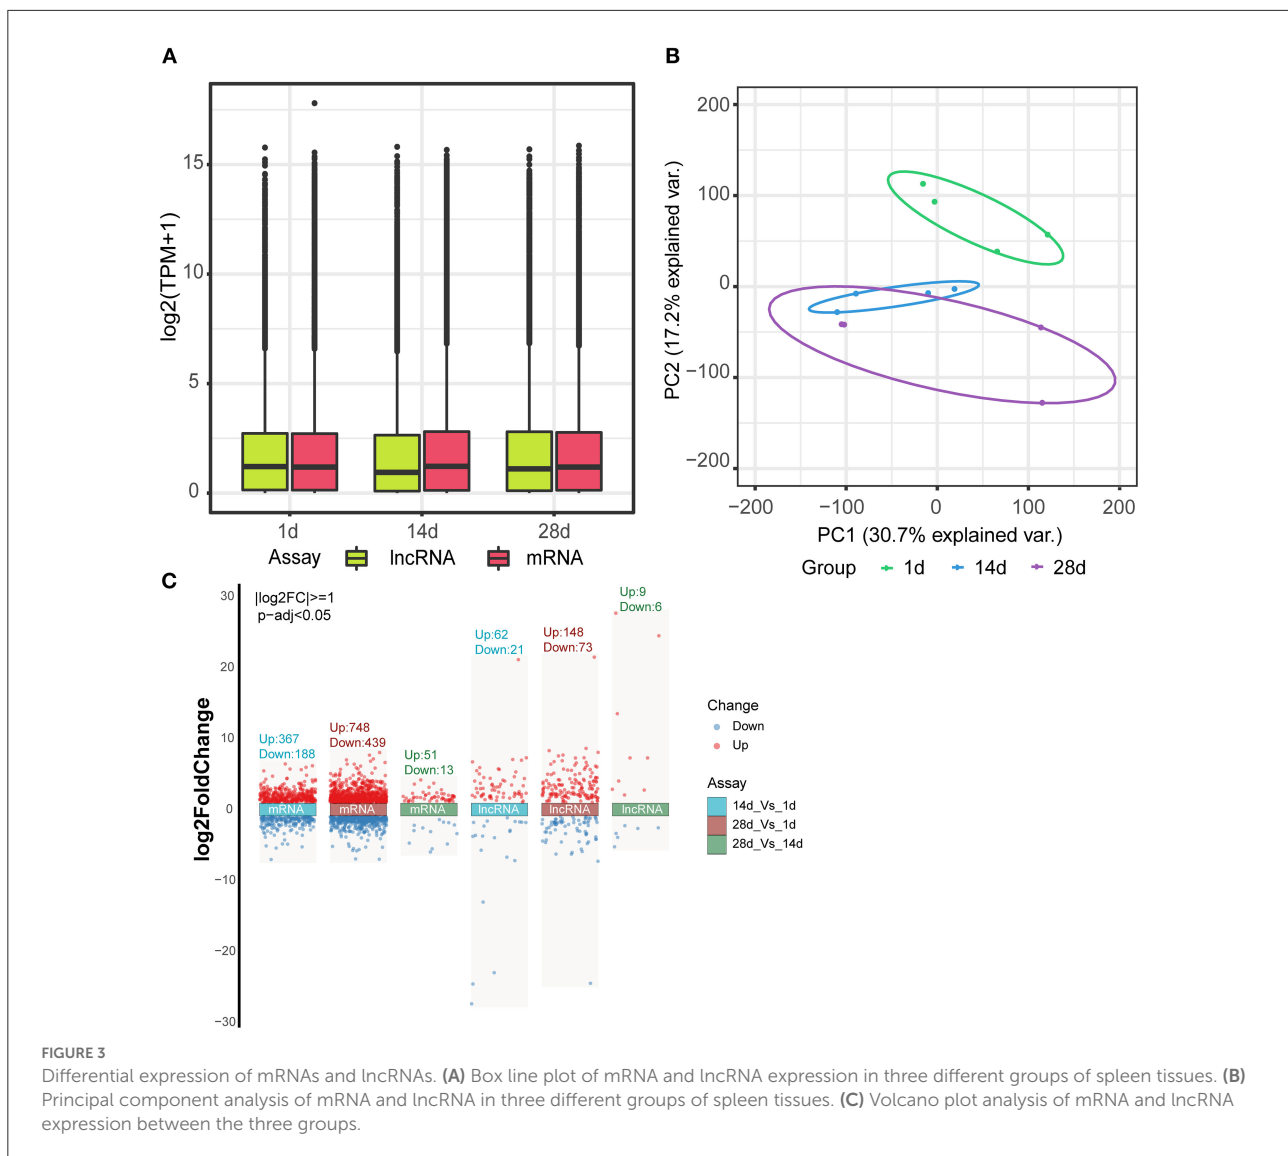 A
log2(TPM+1)
15
10
5
0
1d
14d
28d
Assay
lncRNA
mRNA
B
PC2 (17.2% explained var.)
200
100
0
−100
−200
−200
−100
0
100
200
PC1 (30.7% explained var.)
Group
1d
14d
28d
C
log2FoldChange
30
20
10
0
−10
−20
−30
|log2FC|>=1
p−adj<0.05
Up:367
Down:188
Up:748
Down:439
Up:51
Down:13
Up:62
Down:21
Up:148
Down:73
Up:9
Down:6
mRNA
mRNA
mRNA
lncRNA
lncRNA
lncRNA
Change
Down
Up
Assay
14d_Vs_1d
28d_Vs_1d
28d_Vs_14d
FIGURE 3
Differential expression of mRNAs and lncRNAs. (A) Box line plot of mRNA and lncRNA expression in three different groups of spleen tissues. (B)
Principal component analysis of mRNA and lncRNA in three different groups of spleen tissues. (C) Volcano plot analysis of mRNA and lncRNA
expression between the three groups.